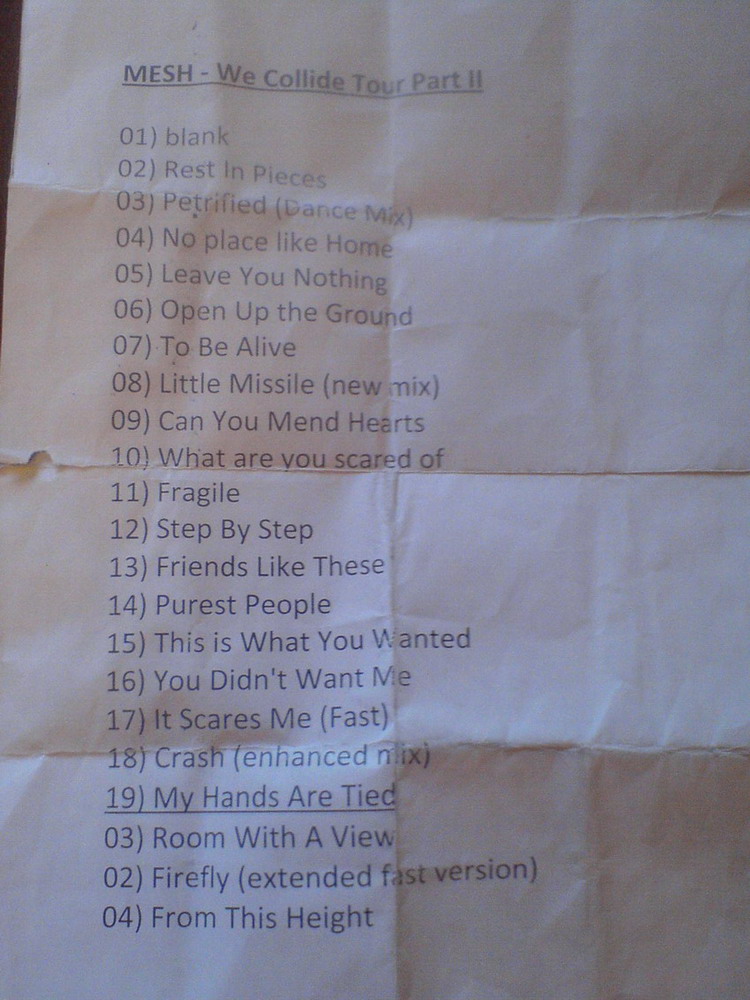 MESH - We Collide Tour Part II
01) blank
02) Rest In Pieces
03) Petrified (Dance Mix)
04) No place like Home
05) Leave You Nothing
06) Open Up the Ground
07) To Be Alive
08) Little Missile (new mix)
09) Can You Mend Hearts
10) What are you scared of
11) Fragile
12) Step By Step
13) Friends Like These
14) Purest People
15) This is What You Wanted
16) You Didn't Want Me
17) It Scares Me (Fast)
18) Crash (enhanced mix)
19) My Hands Are Tied
03) Room With A View
02) Firefly (extended fast version)
04) From This Height